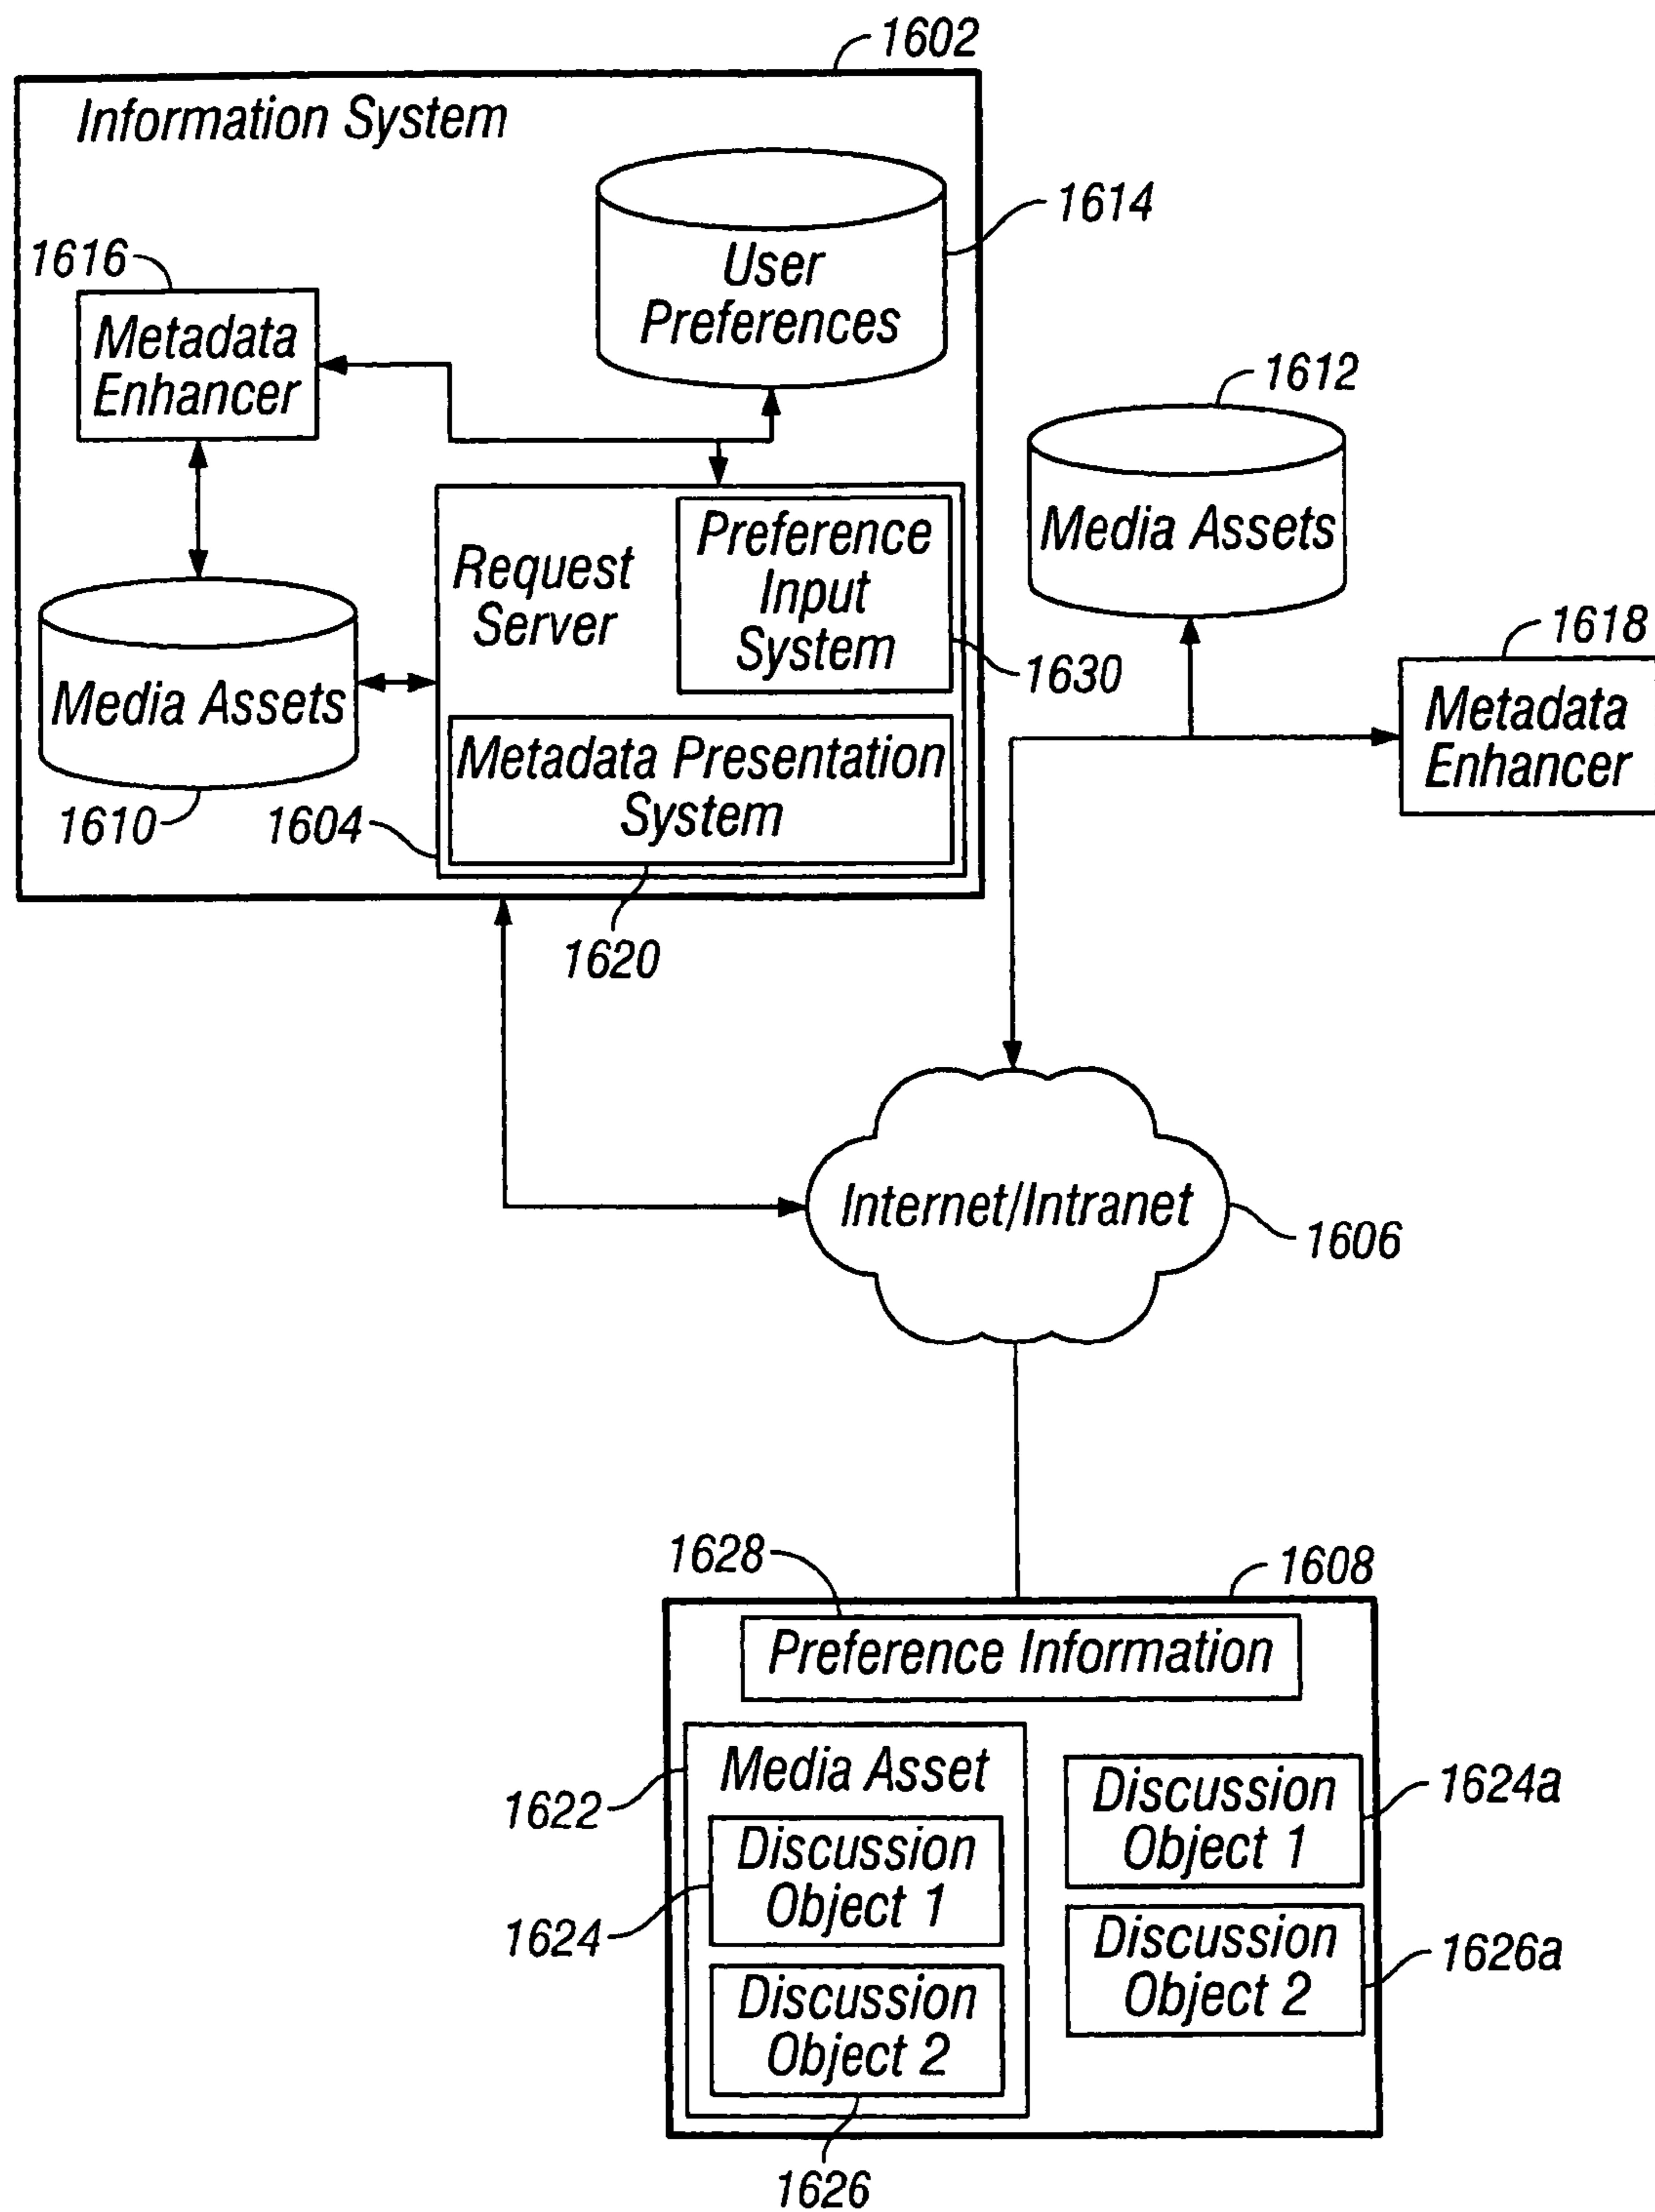 1602
Information System
1614
User
Preferences
1616
Metadata
Enhancer
1612
Media Assets
Request
Server
Preference
Input
System
1630
1618
Metadata
Enhancer
Media Assets
1610
1604
Metadata Presentation
System
1620
Internet/Intranet
1606
1628
1608
Preference Information
1622
Media Asset
1624
Discussion
Object 1
Discussion
Object 2
1626
Discussion
Object 1
1624a
Discussion
Object 2
1626a